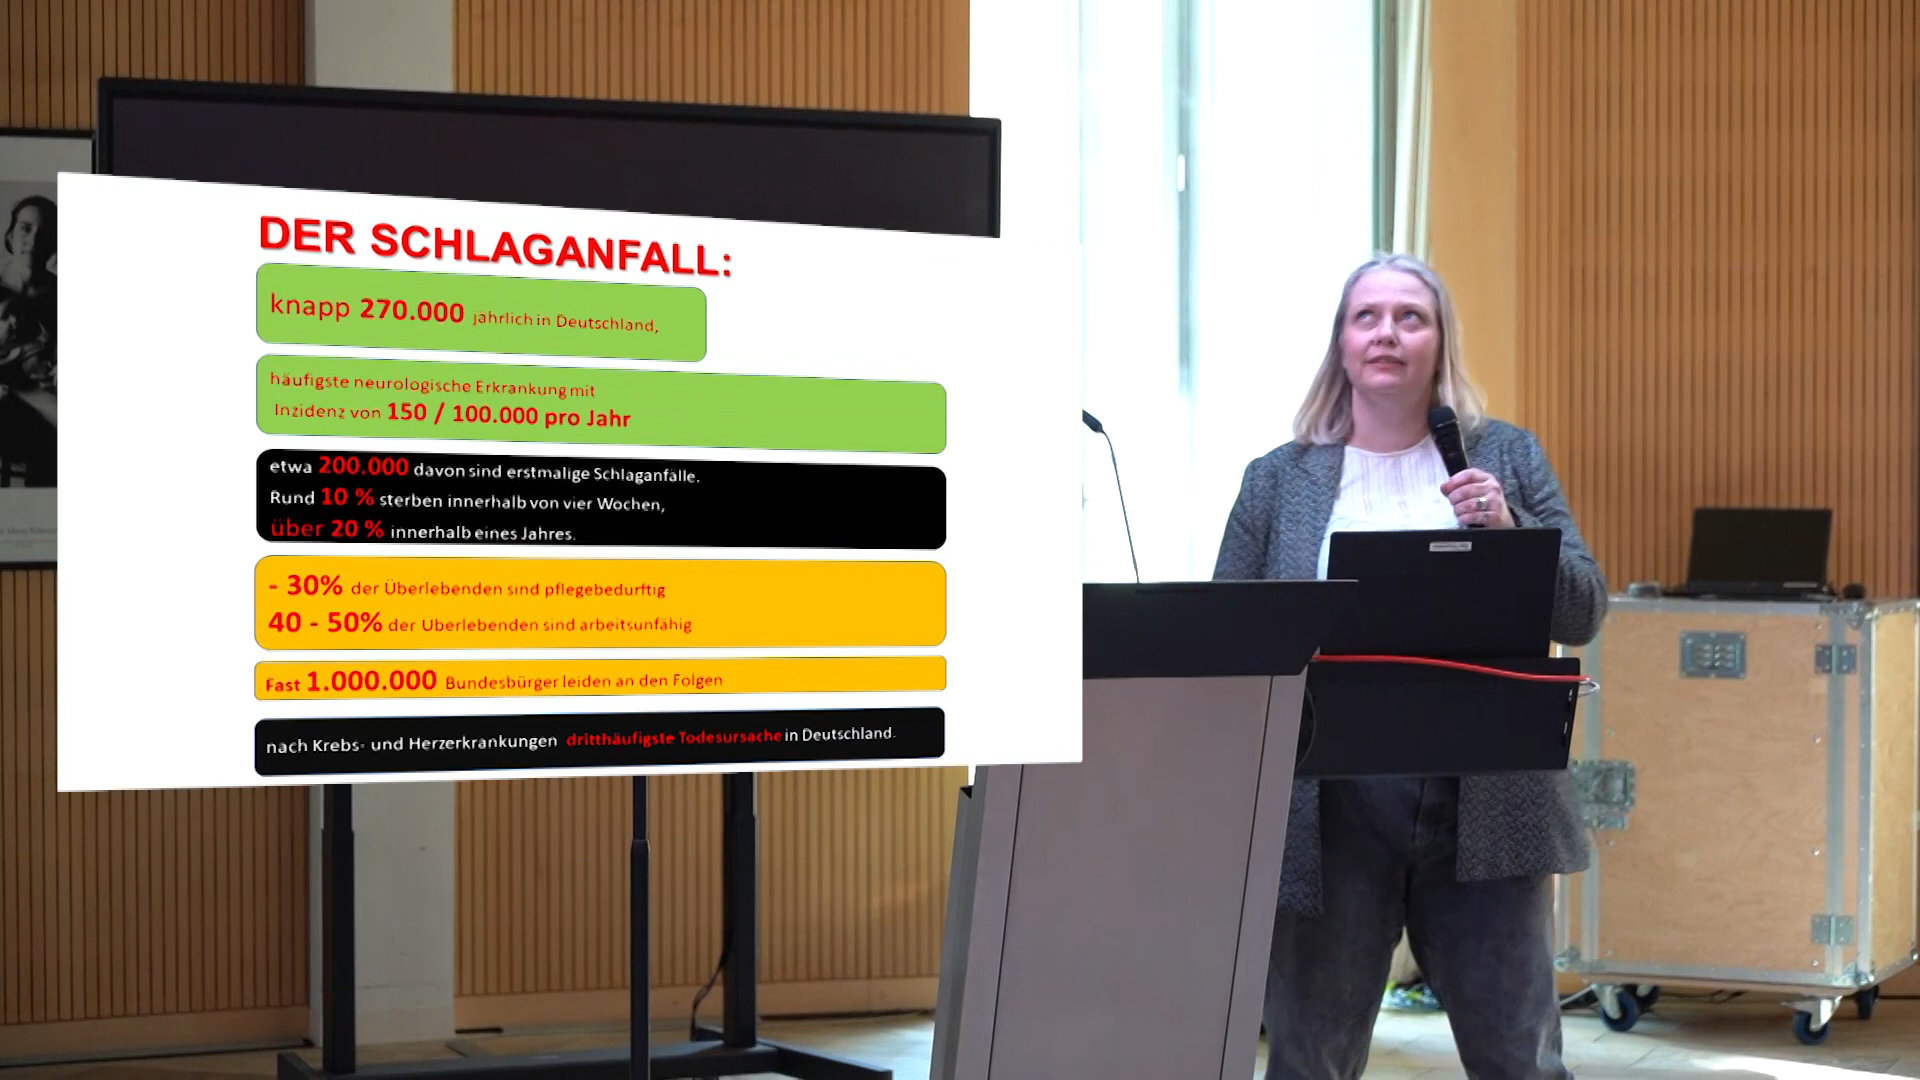 DER SCHLAGANFALL:
knapp 270.000 jährlich in Deutschland,
häufigste neurologische Erkrankung mit
Inzidenz von 150 / 100.000 pro Jahr
etwa 200.000 davon sind erstmalige Schlaganfälle.
Rund 10 % sterben innerhalb von vier Wochen,
über 20 % innerhalb eines Jahres.
- 30% der Überlebenden sind pflegebedürftig
40 - 50% der Überlebenden sind arbeitsunfähig
Fast 1.000.000 Bundesbürger leiden an den Folgen
nach Krebs- und Herzerkrankungen dritthäufigste Todesursache in Deutschland.